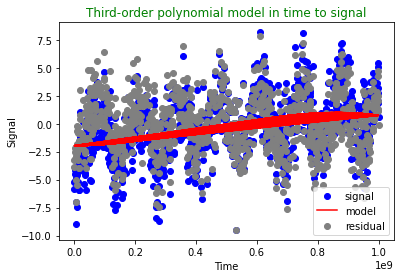 Third-order polynomial model in time to signal
Signal
7.5
5.0
2.5
0.0
−2.5
−5.0
−7.5
−10.0
signal
model
residual
0.0 0.2 0.4 0.6 0.8 1.0
1e9
Time